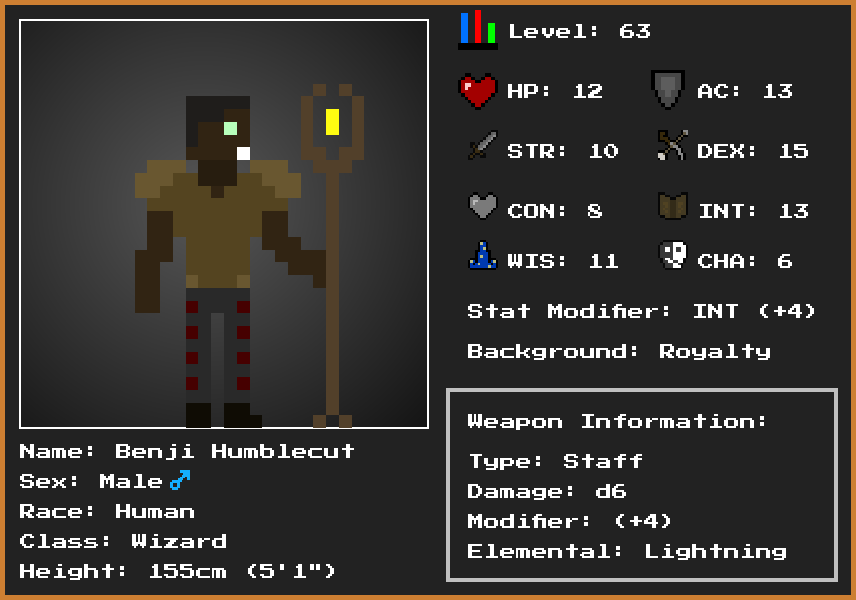 Level: 63
HP: 12
AC: 13
STR: 10
DEX: 15
CON: 8
INT: 13
WIS: 11
CHA: 6
Stat Modifier: INT (+4)
Background: Royalty
Weapon Information:
Type: Staff
Damage: d6
Modifier: (+4)
Elemental: Lightning
Name: Benji Humblecut
Sex: Male ♂
Race: Human
Class: Wizard
Height: 155cm (5'1")